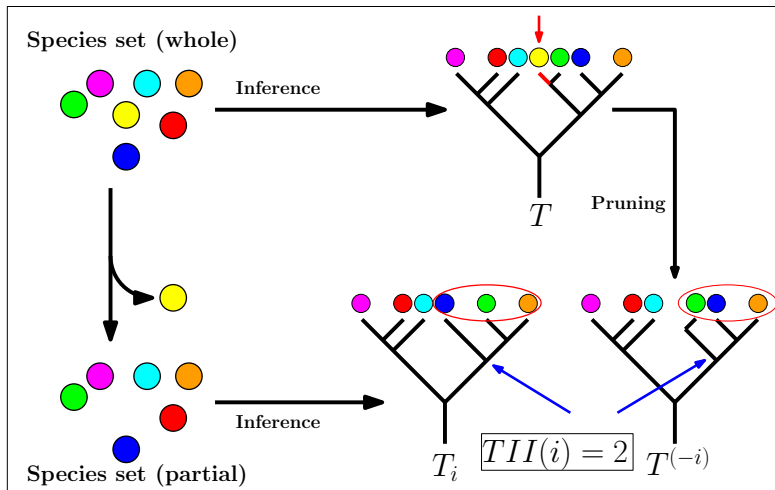 Species set (whole)
Inference
T
Pruning
Inference
T_i
TII(i) = 2
T^{(-i)}
Species set (partial)